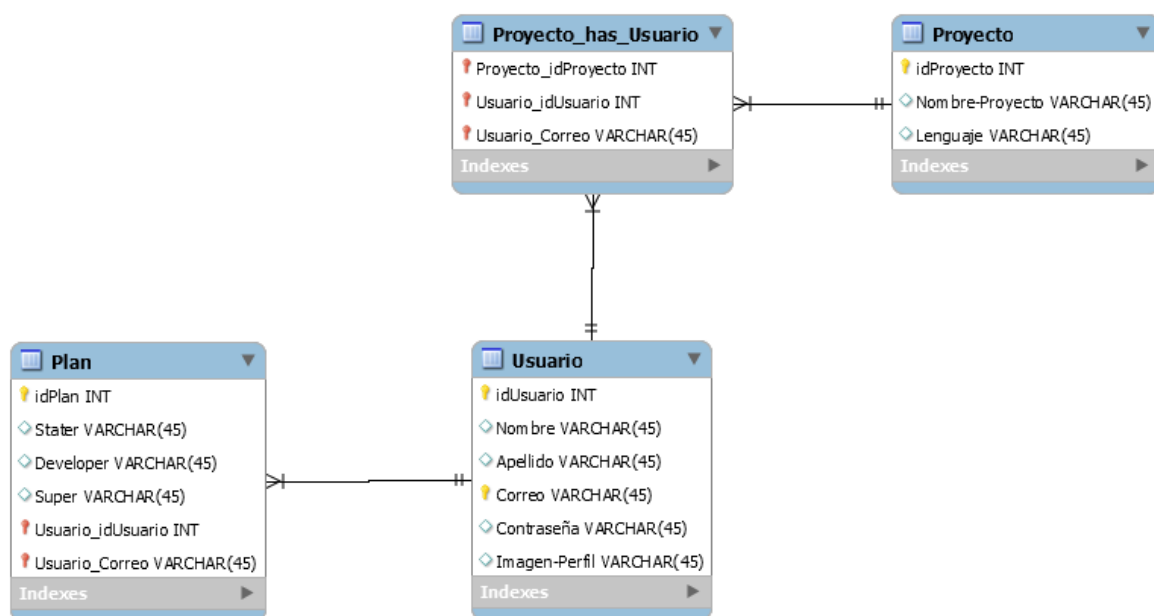 Proyecto_has_Usuario
Proyecto_idProyecto INT
Usuario_idUsuario INT
Usuario_Correo VARCHAR(45)
Indexes
Proyecto
idProyecto INT
Nombre-Proyecto VARCHAR(45)
Lenguaje VARCHAR(45)
Indexes
Plan
idPlan INT
Stater VARCHAR(45)
Developer VARCHAR(45)
Super VARCHAR(45)
Usuario_idUsuario INT
Usuario_Correo VARCHAR(45)
Indexes
Usuario
idUsuario INT
Nombre VARCHAR(45)
Apellido VARCHAR(45)
Correo VARCHAR(45)
Contraseña VARCHAR(45)
Imagen-Perfil VARCHAR(45)
Indexes